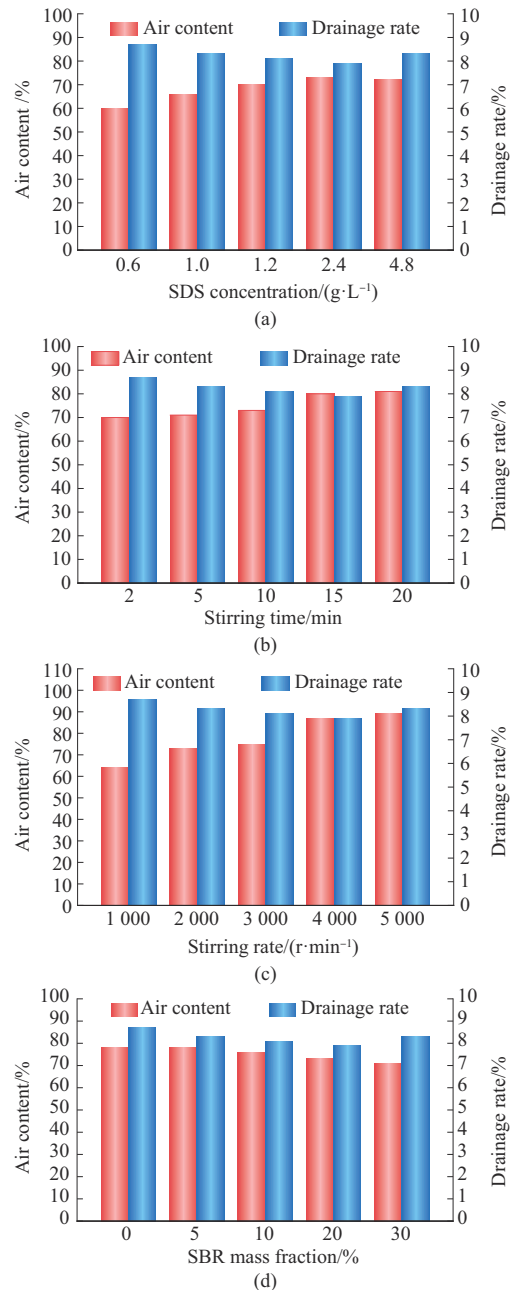 Air content Drainage rate
100 90 80 70 60 50 40 30 20 10 0
Air content /%
10 9 8 7 6 5 4 3 2 1 0
Drainage rate/%
0.6 1.0 1.2 2.4 4.8
SDS concentration/(g·L⁻¹)
(a)
Air content Drainage rate
100 90 80 70 60 50 40 30 20 10 0
Air content/%
10 9 8 7 6 5 4 3 2 1 0
Drainage rate/%
2 5 10 15 20
Stirring time/min
(b)
Air content Drainage rate
110 100 90 80 70 60 50 40 30 20 10 0
Air content/%
10 9 8 7 6 5 4 3 2 1 0
Drainage rate/%
1 000 2 000 3 000 4 000 5 000
Stirring rate/(r·min⁻¹)
(c)
Air content Drainage rate
100 90 80 70 60 50 40 30 20 10 0
Air content/%
10 9 8 7 6 5 4 3 2 1 0
Drainage rate/%
0 5 10 20 30
SBR mass fraction/%
(d)